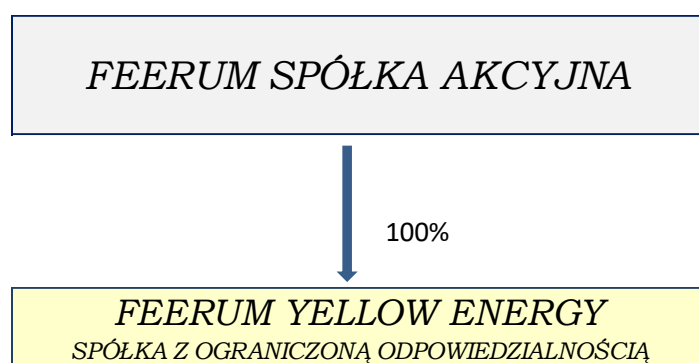 FEERUM SPÓŁKA AKCYJNA
100%
FEERUM YELLOW ENERGY
SPÓŁKA Z OGRANICZONĄ ODPOWIEDZIALNOŚCIĄ